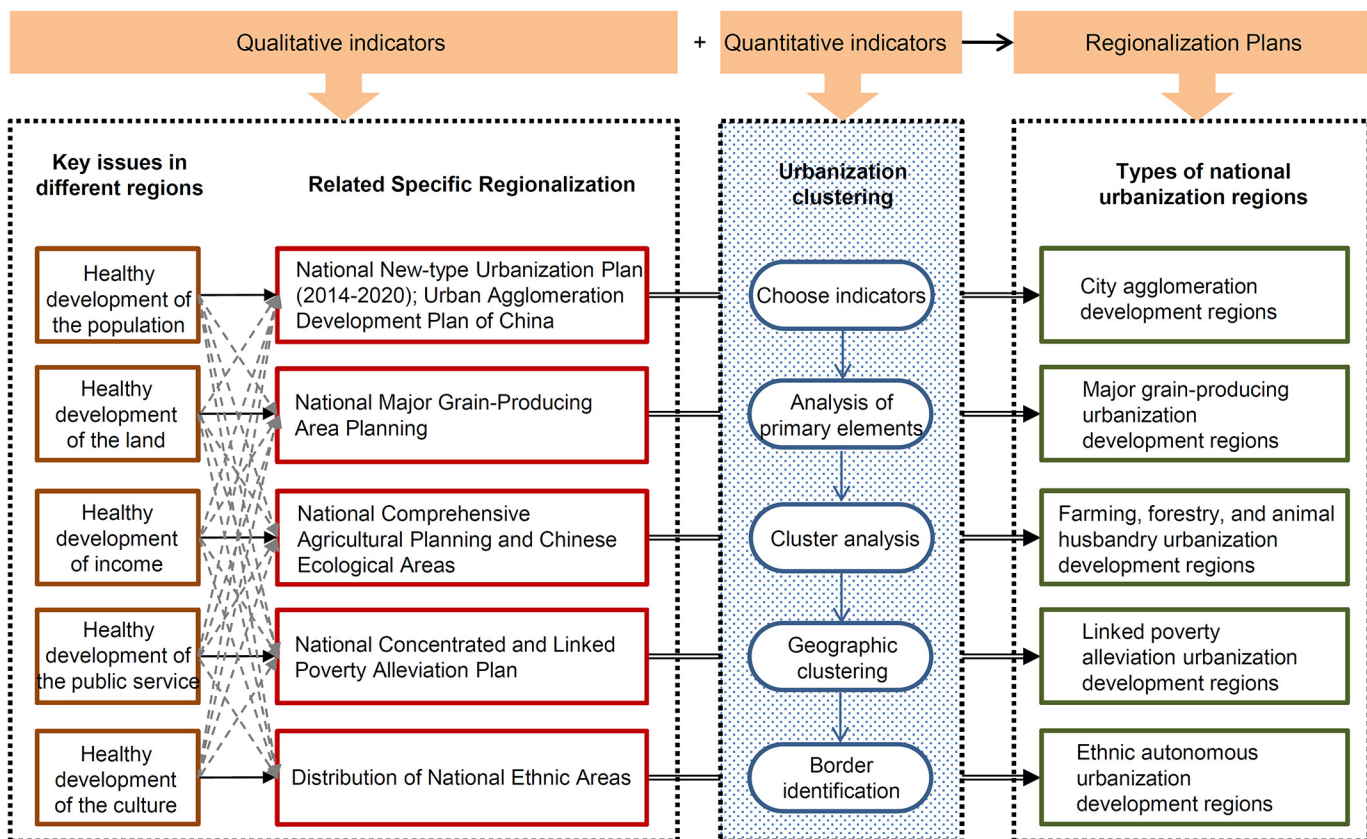 Qualitative indicators
+
Quantitative indicators
Regionalization Plans
Key issues in
different regions
Related Specific Regionalization
Urbanization
clustering
Types of national
urbanization regions
Healthy
development of
the population
National New-type Urbanization Plan
(2014-2020); Urban Agglomeration
Development Plan of China
Choose indicators
City agglomeration
development regions
Healthy
development
of the land
National Major Grain-Producing
Area Planning
Analysis of
primary elements
Major grain-producing
urbanization
development regions
Healthy
development
of income
National Comprehensive
Agricultural Planning and Chinese
Ecological Areas
Cluster analysis
Farming, forestry, and animal
husbandry urbanization
development regions
Healthy
development of
the public service
National Concentrated and Linked
Poverty Alleviation Plan
Geographic
clustering
Linked poverty
alleviation urbanization
development regions
Healthy
development
of the culture
Distribution of National Ethnic Areas
Border
identification
Ethnic autonomous
urbanization
development regions